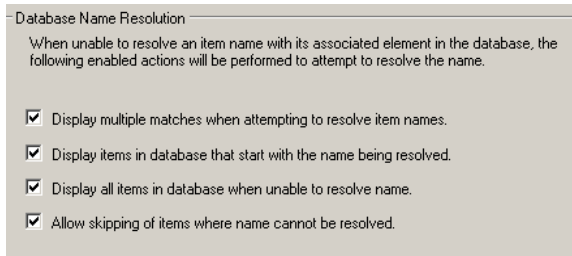 Database Name Resolution
When unable to resolve an item name with its associated element in the database, the
following enabled actions will be performed to attempt to resolve the name.
Display multiple matches when attempting to resolve item names.
Display items in database that start with the name being resolved.
Display all items in database when unable to resolve name.
Allow skipping of items where name cannot be resolved.